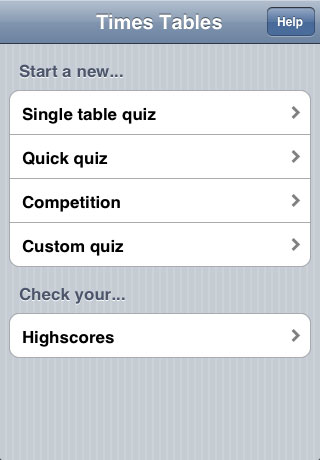 Times Tables
Help
Start a new...
Single table quiz
Quick quiz
Competition
Custom quiz
Check your...
Highscores